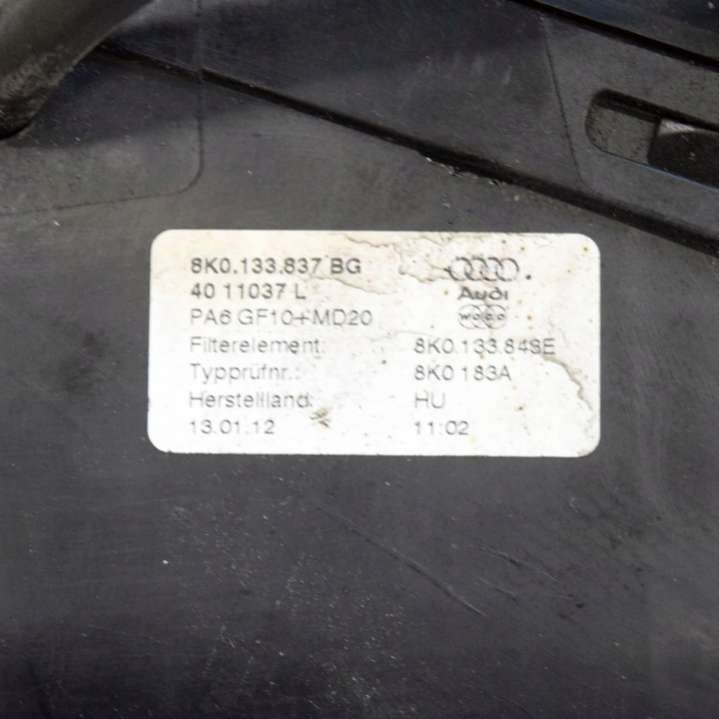 8K0.133.837 BG
40 11037 L
Audi
PA6 GF10+MD20
WOCO
Filterelement: 8K0.133.843E
Typprüfnr.: 8K0 183A
Herstellland: HU
13.01.12 11:02